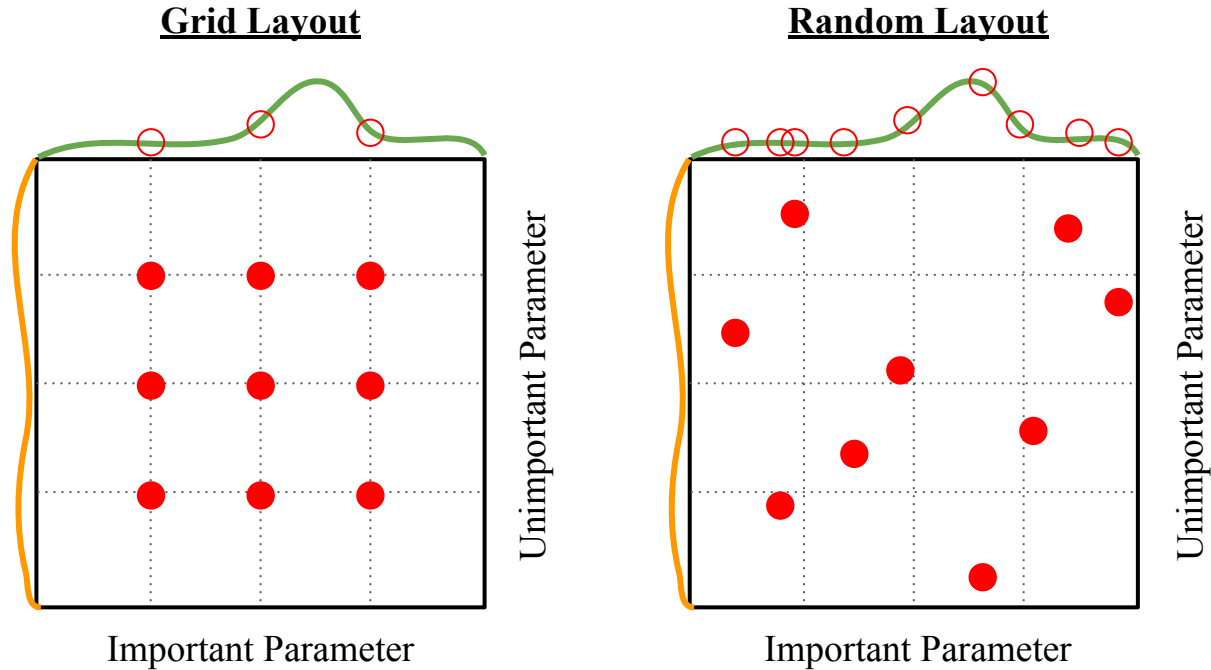 Grid Layout
Random Layout
Unimportant Parameter
Unimportant Parameter
Important Parameter
Important Parameter